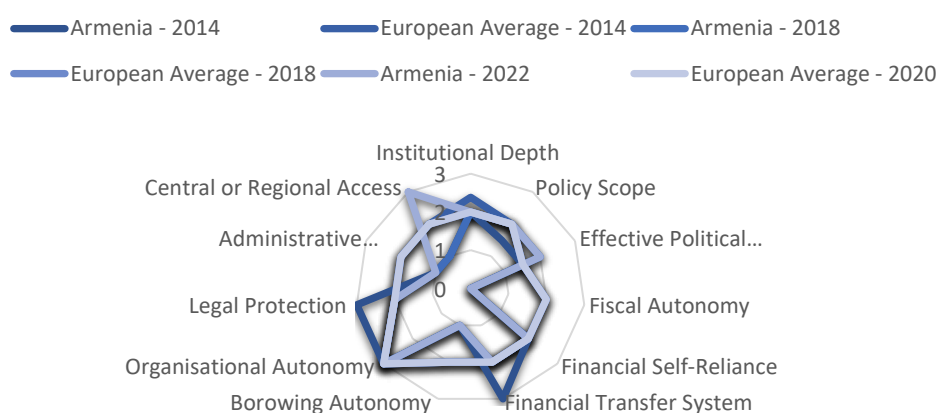 Armenia - 2014
European Average - 2014
Armenia - 2018
European Average - 2018
Armenia - 2022
European Average - 2020
Institutional Depth
Policy Scope
Effective Political...
Fiscal Autonomy
Financial Self-Reliance
Financial Transfer System
Borrowing Autonomy
Organisational Autonomy
Legal Protection
Administrative...
Central or Regional Access
3
2
1
0